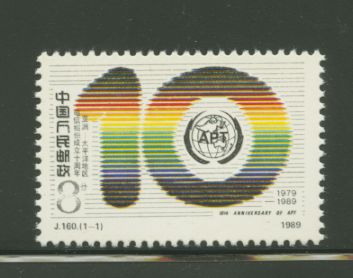 10
APT
中国人民邮政
亚洲－太平洋地区
电信组织成立十周年
8
分
1979
1989
10th ANNIVERSARY OF APT
J.160.(1-1)
1989